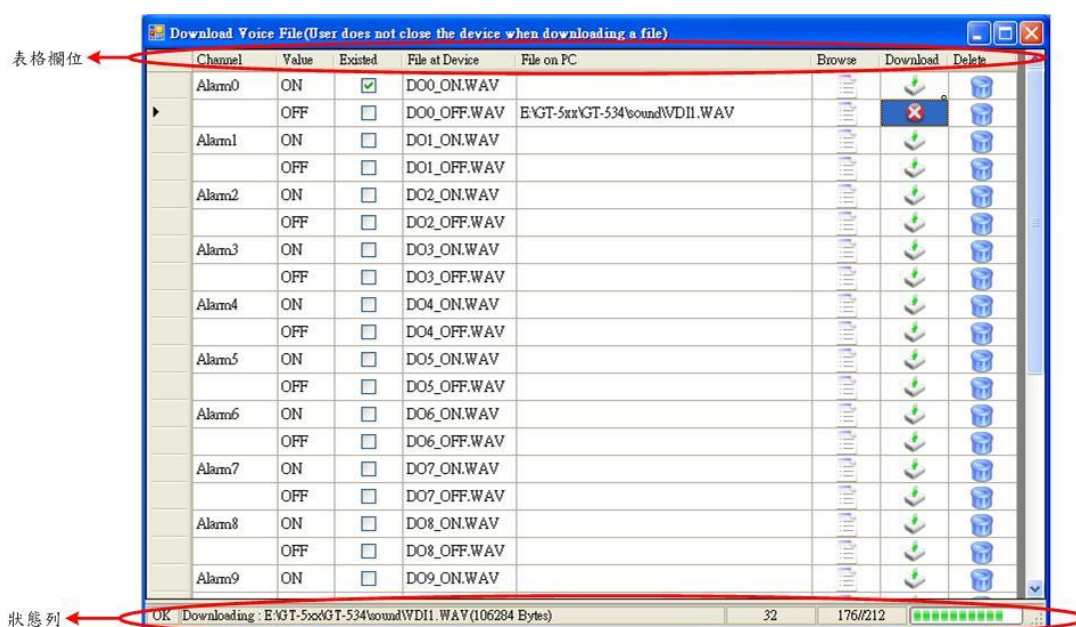 Download Voice File(User does not close the device when downloading a file)
表格欄位
Channel Value Existed File at Device File on PC Browse Download Delete
Alarm0 ON DO0_ON.WAV
OFF DO0_OFF.WAV E:\GT-5xx\GT-534\sound\VDI1.WAV
Alarm1 ON DO1_ON.WAV
OFF DO1_OFF.WAV
Alarm2 ON DO2_ON.WAV
OFF DO2_OFF.WAV
Alarm3 ON DO3_ON.WAV
OFF DO3_OFF.WAV
Alarm4 ON DO4_ON.WAV
OFF DO4_OFF.WAV
Alarm5 ON DO5_ON.WAV
OFF DO5_OFF.WAV
Alarm6 ON DO6_ON.WAV
OFF DO6_OFF.WAV
Alarm7 ON DO7_ON.WAV
OFF DO7_OFF.WAV
Alarm8 ON DO8_ON.WAV
OFF DO8_OFF.WAV
Alarm9 ON DO9_ON.WAV
狀態列
OK Downloading : E:\GT-5xx\GT-534\sound\VDI1.WAV(106284 Bytes) 32 176//212